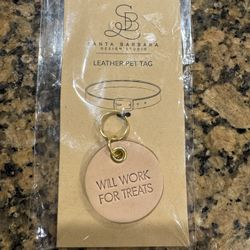 SB
SANTA BARBARA
DESIGN STUDIO
LEATHER PET TAG
WILL WORK
FOR TREATS